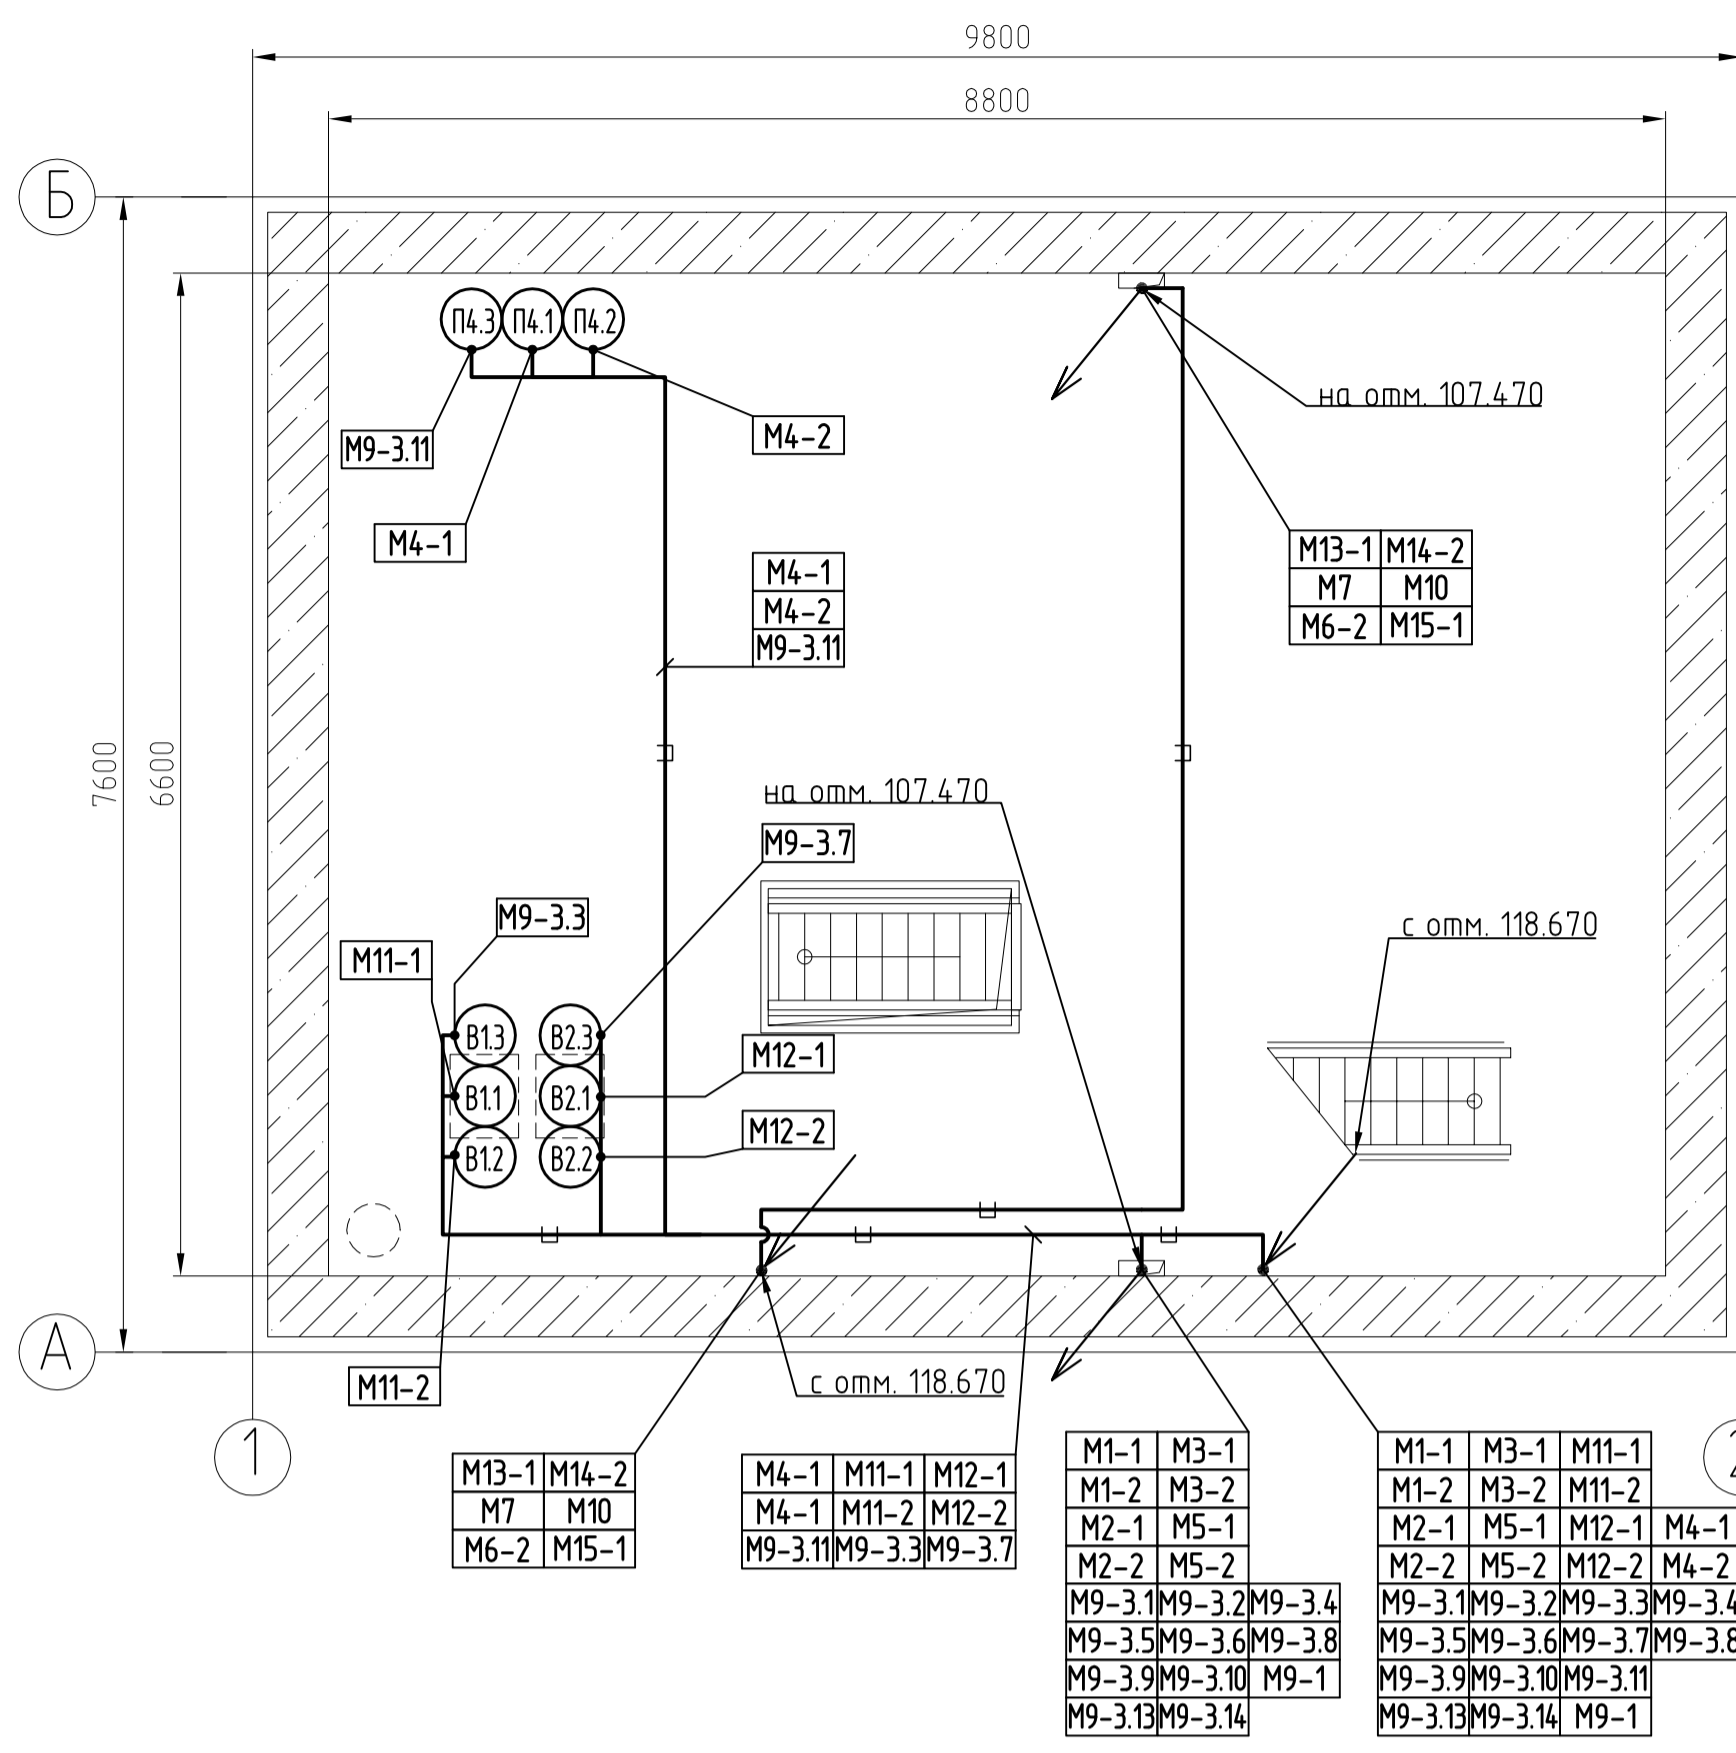 9800
8800
Б
П4.3 П4.1 П4.2
на отм. 107.470
М4-2
М9-3.11
М4-1
М13-1 М14-2
М7 М10
М6-2 М15-1
М4-1
М4-2
М9-3.11
7600
6600
на отм. 107.470
М9-3.7
М9-3.3
с отм. 118.670
М11-1
В1.3 В2.3
М12-1
В1.1 В2.1
М12-2
В1.2 В2.2
А
М11-2
с отм. 118.670
1
М13-1 М14-2
М7 М10
М6-2 М15-1
М4-1 М11-1 М12-1
М4-1 М11-2 М12-2
М9-3.11 М9-3.3 М9-3.7
М1-1 М3-1
М1-2 М3-2
М2-1 М5-1
М2-2 М5-2
М9-3.1 М9-3.2 М9-3.4
М9-3.5 М9-3.6 М9-3.8
М9-3.9 М9-3.10 М9-1
М9-3.13 М9-3.14
М1-1 М3-1 М11-1
М1-2 М3-2 М11-2
М2-1 М5-1 М12-1 М4-1
М2-2 М5-2 М12-2 М4-2
М9-3.1 М9-3.2 М9-3.3 М9-3.4
М9-3.5 М9-3.6 М9-3.7 М9-3.8
М9-3.9 М9-3.10 М9-3.11
М9-3.13 М9-3.14 М9-1